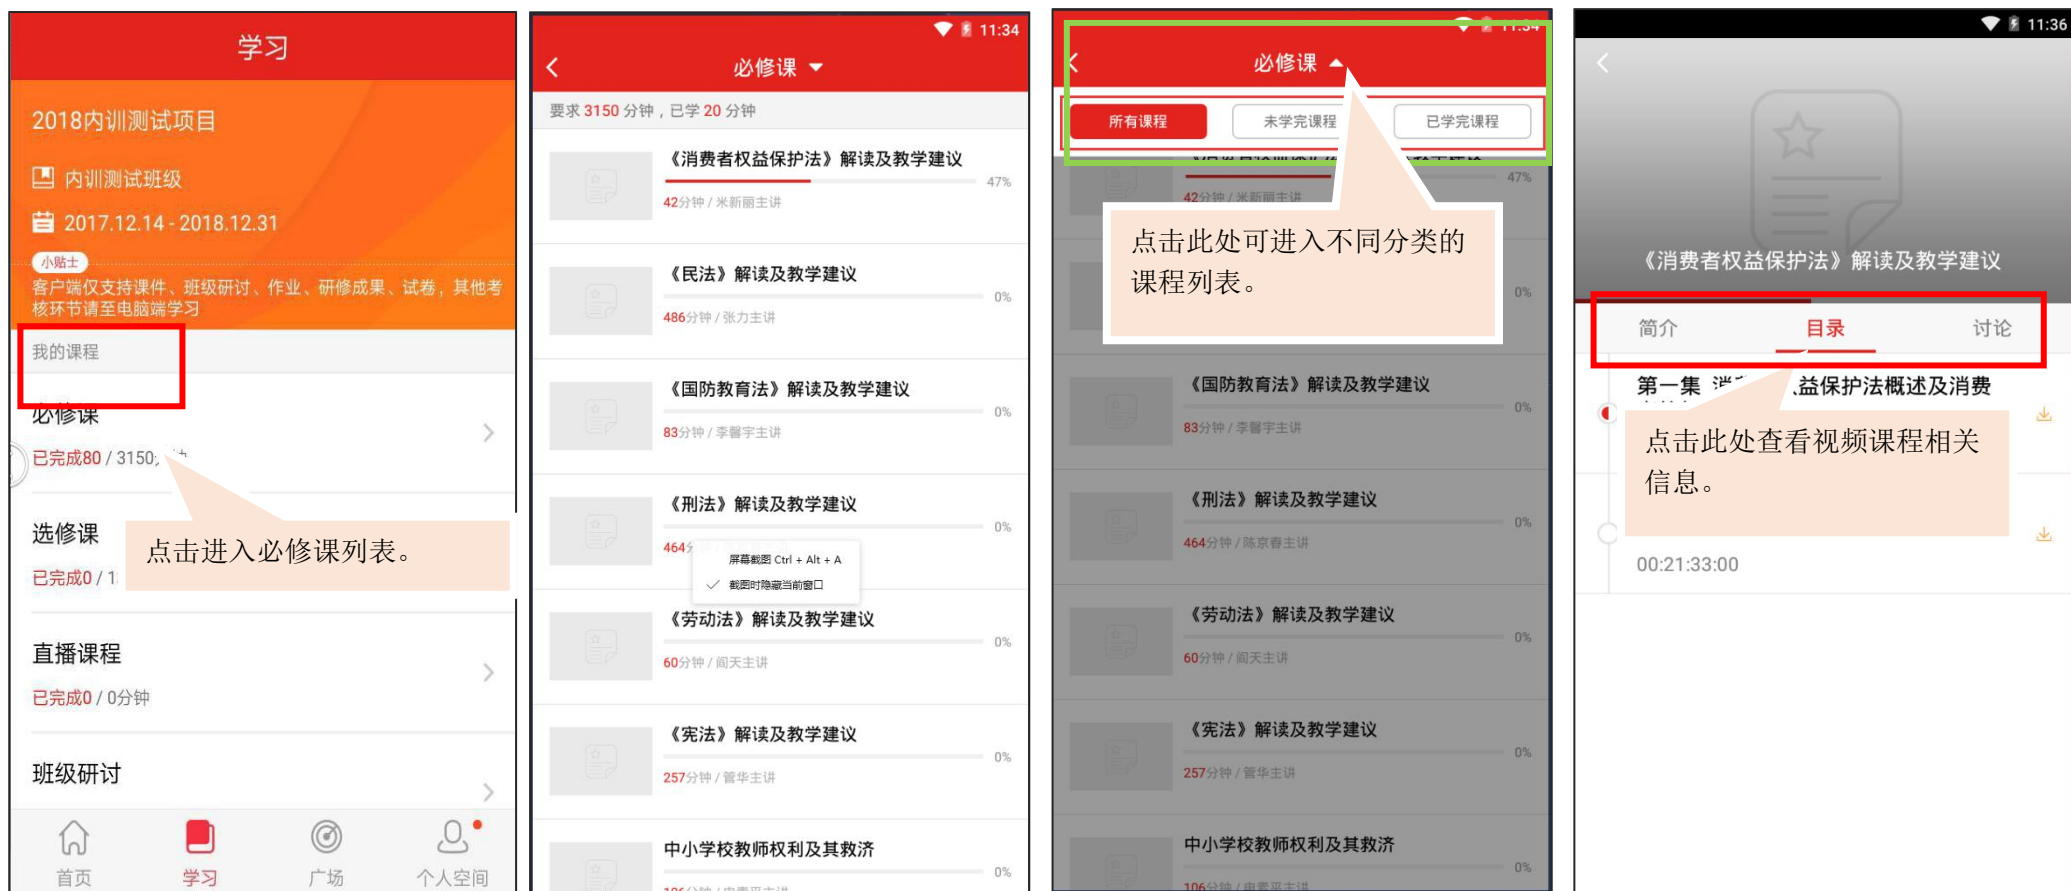 学习
2018内训测试项目
内训测试班级
2017.12.14 - 2018.12.31
小贴士
客户端仅支持课件、班级研讨、作业、研修成果、试卷，其他考
核环节请至电脑端学习
我的课程
必修课
已完成80 / 3150
点击进入必修课列表。
选修课
已完成0 / 1
直播课程
已完成0 / 0分钟
班级研讨
首页
学习
广场
个人空间
11:34
必修课
要求 3150 分钟，已学 20 分钟
《消费者权益保护法》解读及教学建议
47%
42分钟 / 米新丽主讲
《民法》解读及教学建议
0%
486分钟 / 张力主讲
《国防教育法》解读及教学建议
0%
83分钟 / 李馨宇主讲
《刑法》解读及教学建议
0%
464
屏幕截图 Ctrl + Alt + A
截图时隐藏当前窗口
《劳动法》解读及教学建议
0%
60分钟 / 阎天主讲
《宪法》解读及教学建议
0%
257分钟 / 管华主讲
中小学校教师权利及其救济
0%
11:34
必修课
所有课程
未学完课程
已学完课程
47%
42分钟 / 米新丽主讲
点击此处可进入不同分类的
课程列表。
0%
《国防教育法》解读及教学建议
0%
83分钟 / 李馨宇主讲
《刑法》解读及教学建议
0%
464分钟 / 陈京春主讲
《劳动法》解读及教学建议
0%
60分钟 / 阎天主讲
《宪法》解读及教学建议
0%
257分钟 / 管华主讲
中小学校教师权利及其救济
0%
106分钟
11:36
《消费者权益保护法》解读及教学建议
简介
目录
讨论
第一集 益保护法概述及消费
点击此处查看视频课程相关
信息。
00:21:33:00